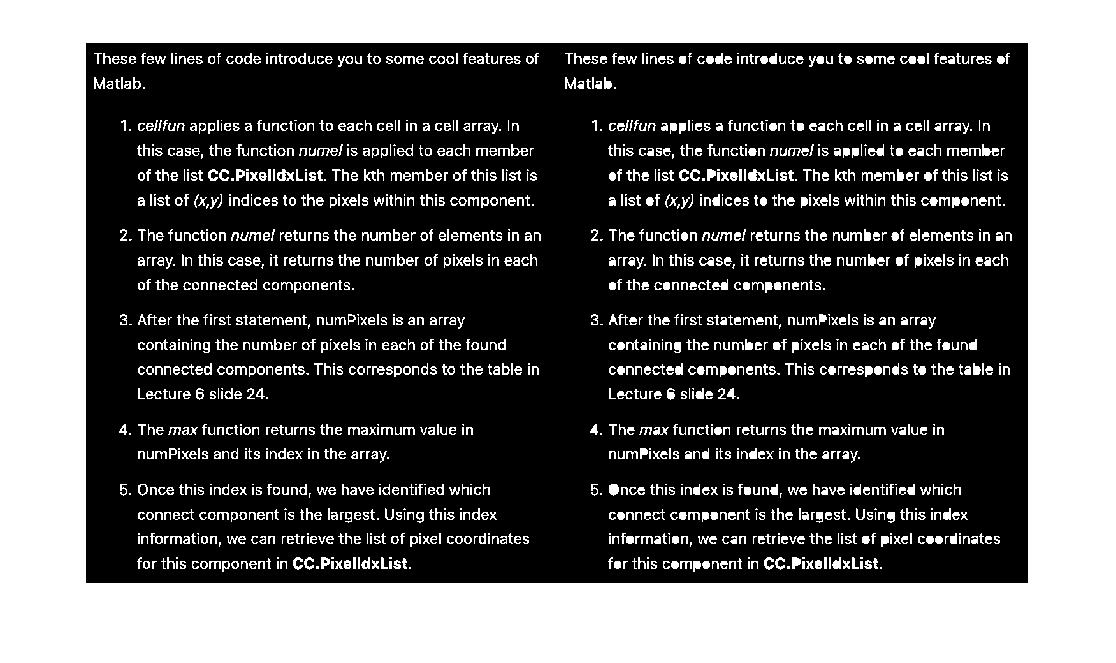 These few lines of code introduce you to some cool features of
Matlab.
1. cellfun applies a function to each cell in a cell array. In
this case, the function numel is applied to each member
of the list CC.PixelIdxList. The kth member of this list is
a list of (x,y) indices to the pixels within this component.
2. The function numel returns the number of elements in an
array. In this case, it returns the number of pixels in each
of the connected components.
3. After the first statement, numPixels is an array
containing the number of pixels in each of the found
connected components. This corresponds to the table in
Lecture 6 slide 24.
4. The max function returns the maximum value in
numPixels and its index in the array.
5. Once this index is found, we have identified which
connect component is the largest. Using this index
information, we can retrieve the list of pixel coordinates
for this component in CC.PixelIdxList.
These few lines of code introduce you to some cool features of
Matlab.
1. cellfun applies a function to each cell in a cell array. In
this case, the function numel is applied to each member
of the list CC.PixelIdxList. The kth member of this list is
a list of (x,y) indices to the pixels within this component.
2. The function numel returns the number of elements in an
array. In this case, it returns the number of pixels in each
of the connected components.
3. After the first statement, numPixels is an array
containing the number of pixels in each of the found
connected components. This corresponds to the table in
Lecture 6 slide 24.
4. The max function returns the maximum value in
numPixels and its index in the array.
5. Once this index is found, we have identified which
connect component is the largest. Using this index
information, we can retrieve the list of pixel coordinates
for this component in CC.PixelIdxList.